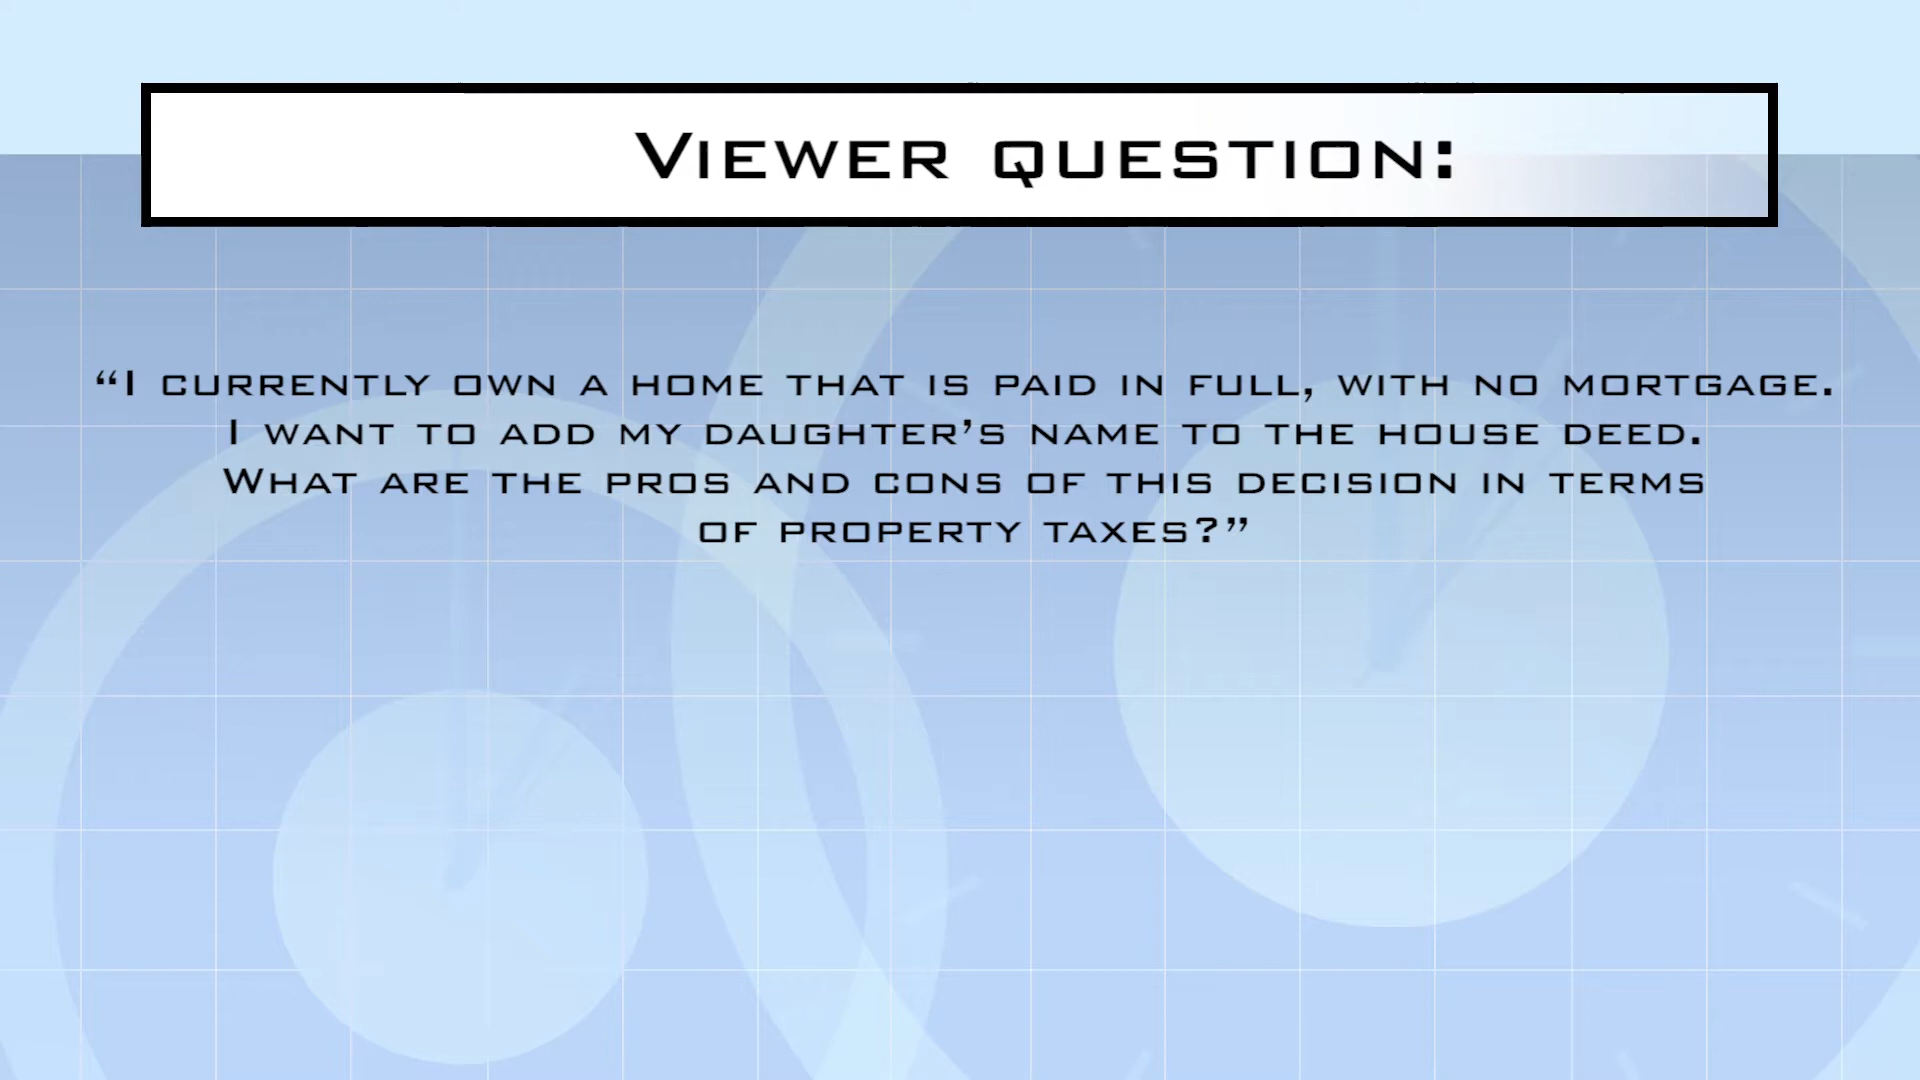 Viewer question:
“I currently own a home that is paid in full, with no mortgage.
I want to add my daughter’s name to the house deed.
What are the pros and cons of this decision in terms
of property taxes?”